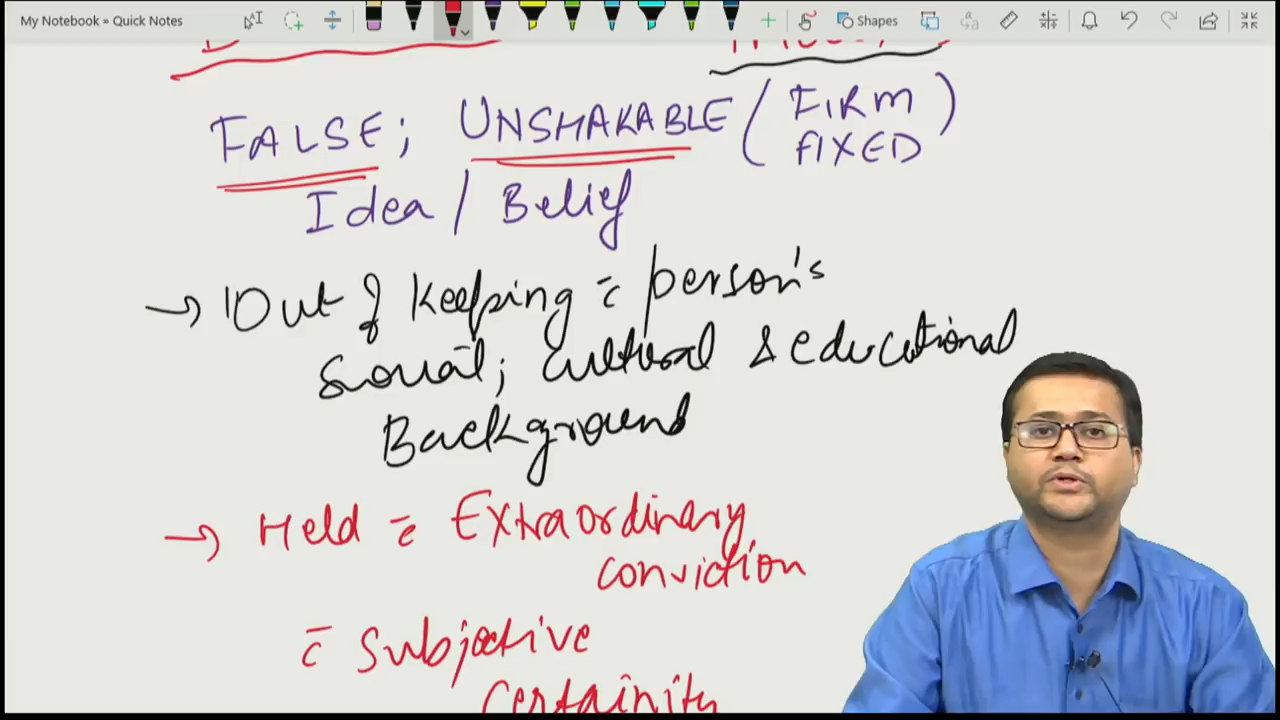 My Notebook » Quick Notes
Shapes
FALSE; UNSHAKABLE (FIRM
FIXED)
Idea / Belief
→ Out of keeping c̄ person's
Social; Cultural & educational
Background
→ Held c̄ Extraordinary
conviction
c̄ Subjective
Certainity